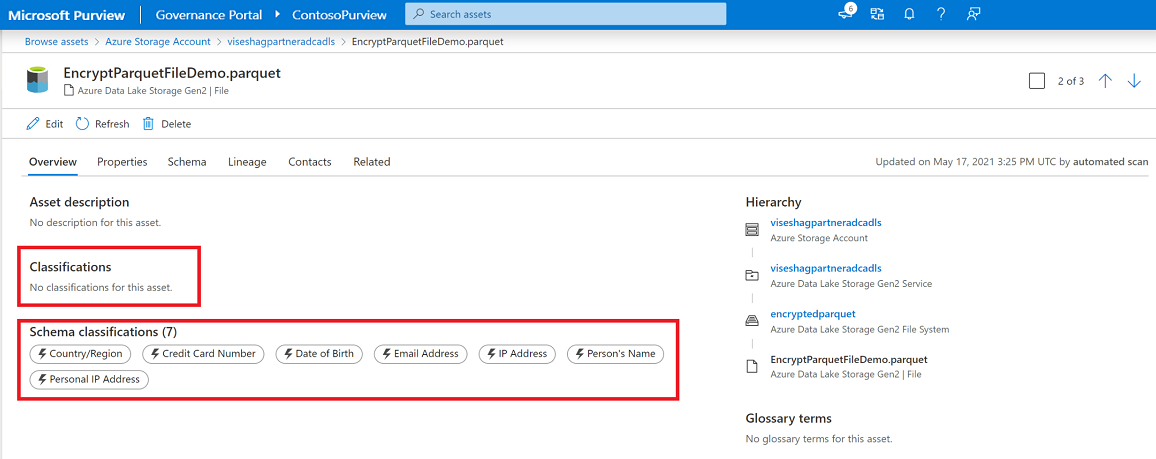 Microsoft Purview Governance Portal ContosoPurview Search assets 6
Browse assets > Azure Storage Account > viseshagpartneradcadls > EncryptParquetFileDemo.parquet
EncryptParquetFileDemo.parquet
Azure Data Lake Storage Gen2 | File
2 of 3
Edit Refresh Delete
Overview Properties Schema Lineage Contacts Related
Updated on May 17, 2021 3:25 PM UTC by automated scan
Asset description
No description for this asset.
Classifications
No classifications for this asset.
Schema classifications (7)
Country/Region Credit Card Number Date of Birth Email Address IP Address Person's Name
Personal IP Address
Hierarchy
viseshagpartneradcadls
Azure Storage Account
viseshagpartneradcadls
Azure Data Lake Storage Gen2 Service
encryptedparquet
Azure Data Lake Storage Gen2 File System
EncryptParquetFileDemo.parquet
Azure Data Lake Storage Gen2 | File
Glossary terms
No glossary terms for this asset.